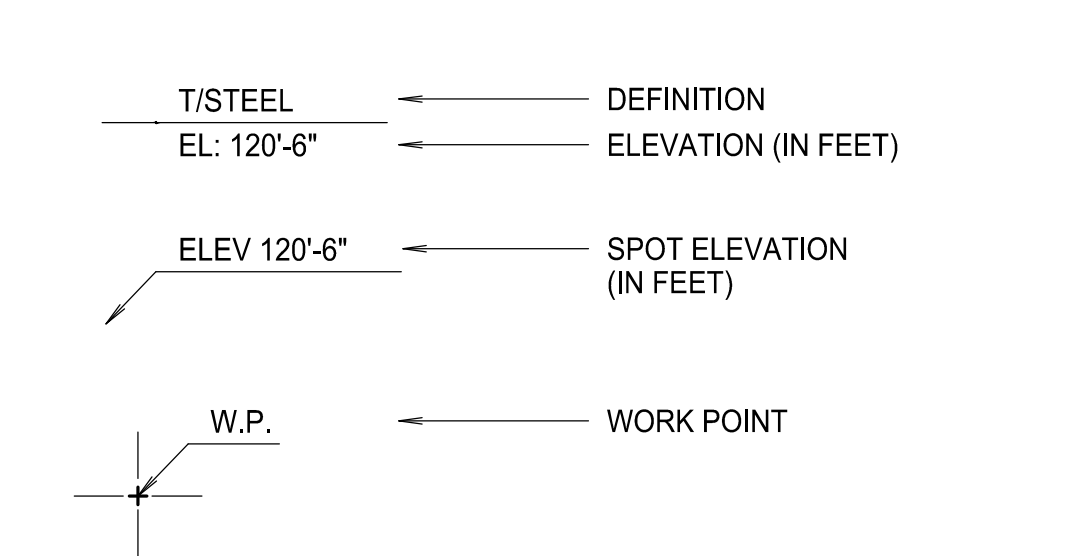 T/STEEL DEFINITION
EL: 120'-6" ELEVATION (IN FEET)
ELEV 120'-6" SPOT ELEVATION
(IN FEET)
W.P. WORK POINT